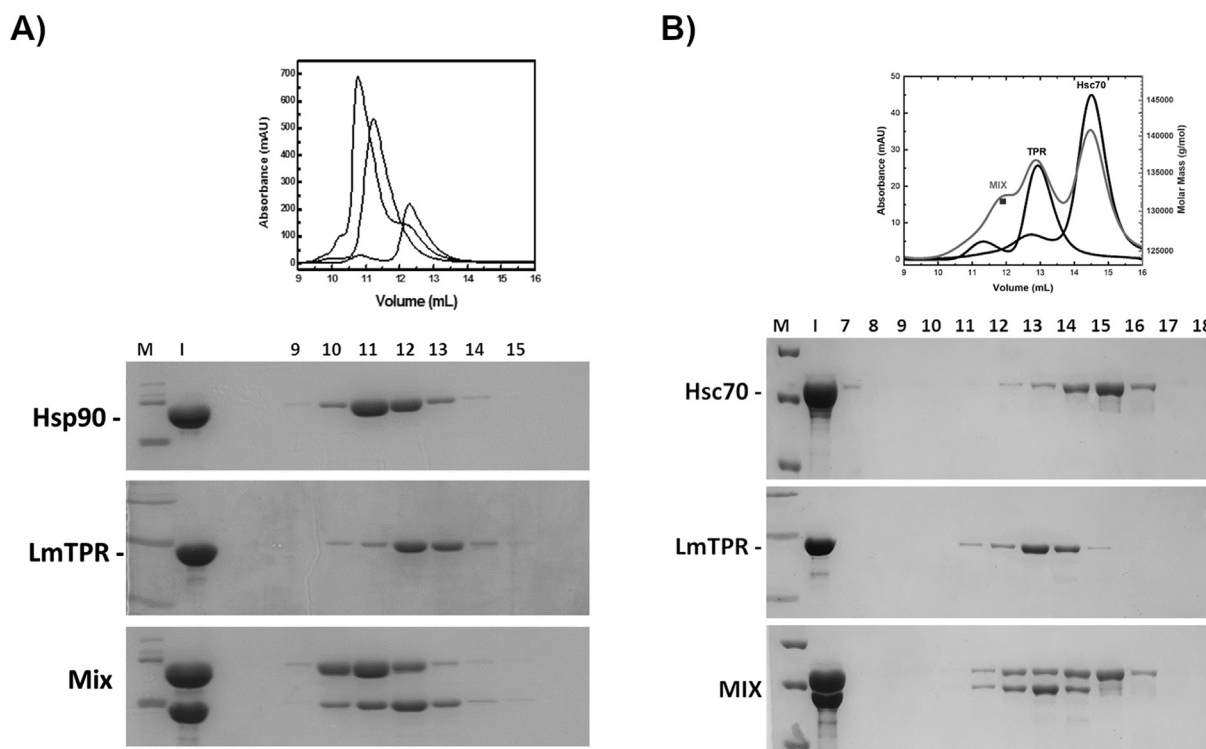 A)
700
600
500
400
300
200
100
0
Absorbance (mAU)
9 10 11 12 13 14 15 16
Volume (mL)
M I 9 10 11 12 13 14 15
Hsp90 -
LmTPR -
Mix
B)
50
40
30
20
10
0
Absorbance (mAU)
Hsc70
TPR
MIX
145000
140000
135000
130000
125000
Molar Mass (g/mol)
9 10 11 12 13 14 15 16
Volume (mL)
M I 7 8 9 10 11 12 13 14 15 16 17 18
Hsc70 -
LmTPR -
MIX